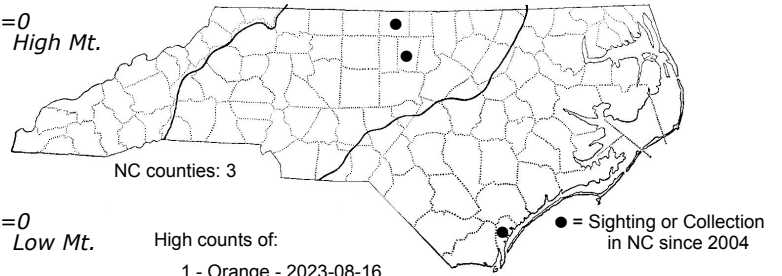 =0
High Mt.
NC counties: 3
=0
Low Mt.
High counts of:
● = Sighting or Collection
in NC since 2004
1 - Orange - 2023-08-16